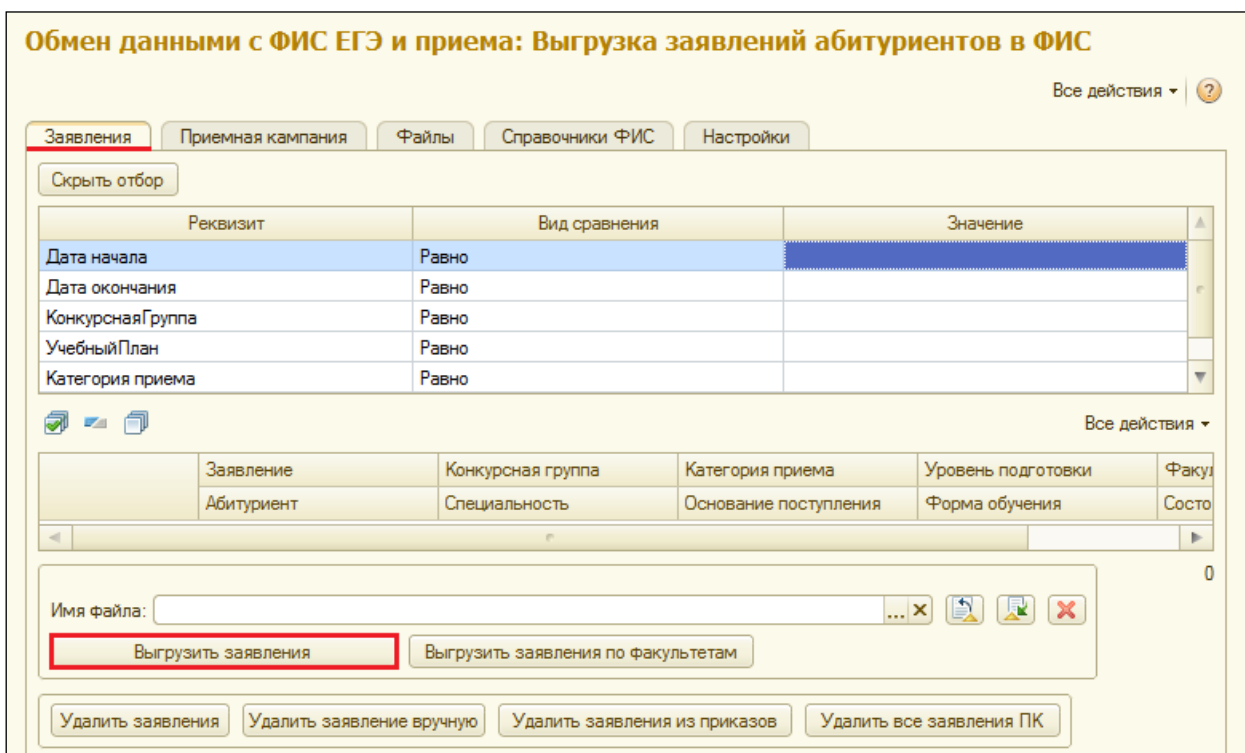 Обмен данными с ФИС ЕГЭ и приема: Выгрузка заявлений абитуриентов в ФИС
Все действия
Заявления Приемная кампания Файлы Справочники ФИС Настройки
Скрыть отбор
Реквизит Вид сравнения Значение
Дата начала Равно
Дата окончания Равно
КонкурснаяГруппа Равно
УчебныйПлан Равно
Категория приема Равно
Все действия
Заявление Конкурсная группа Категория приема Уровень подготовки Факул
Абитуриент Специальность Основание поступления Форма обучения Состо
0
Имя файла:
Выгрузить заявления Выгрузить заявления по факультетам
Удалить заявления Удалить заявление вручную Удалить заявления из приказов Удалить все заявления ПК